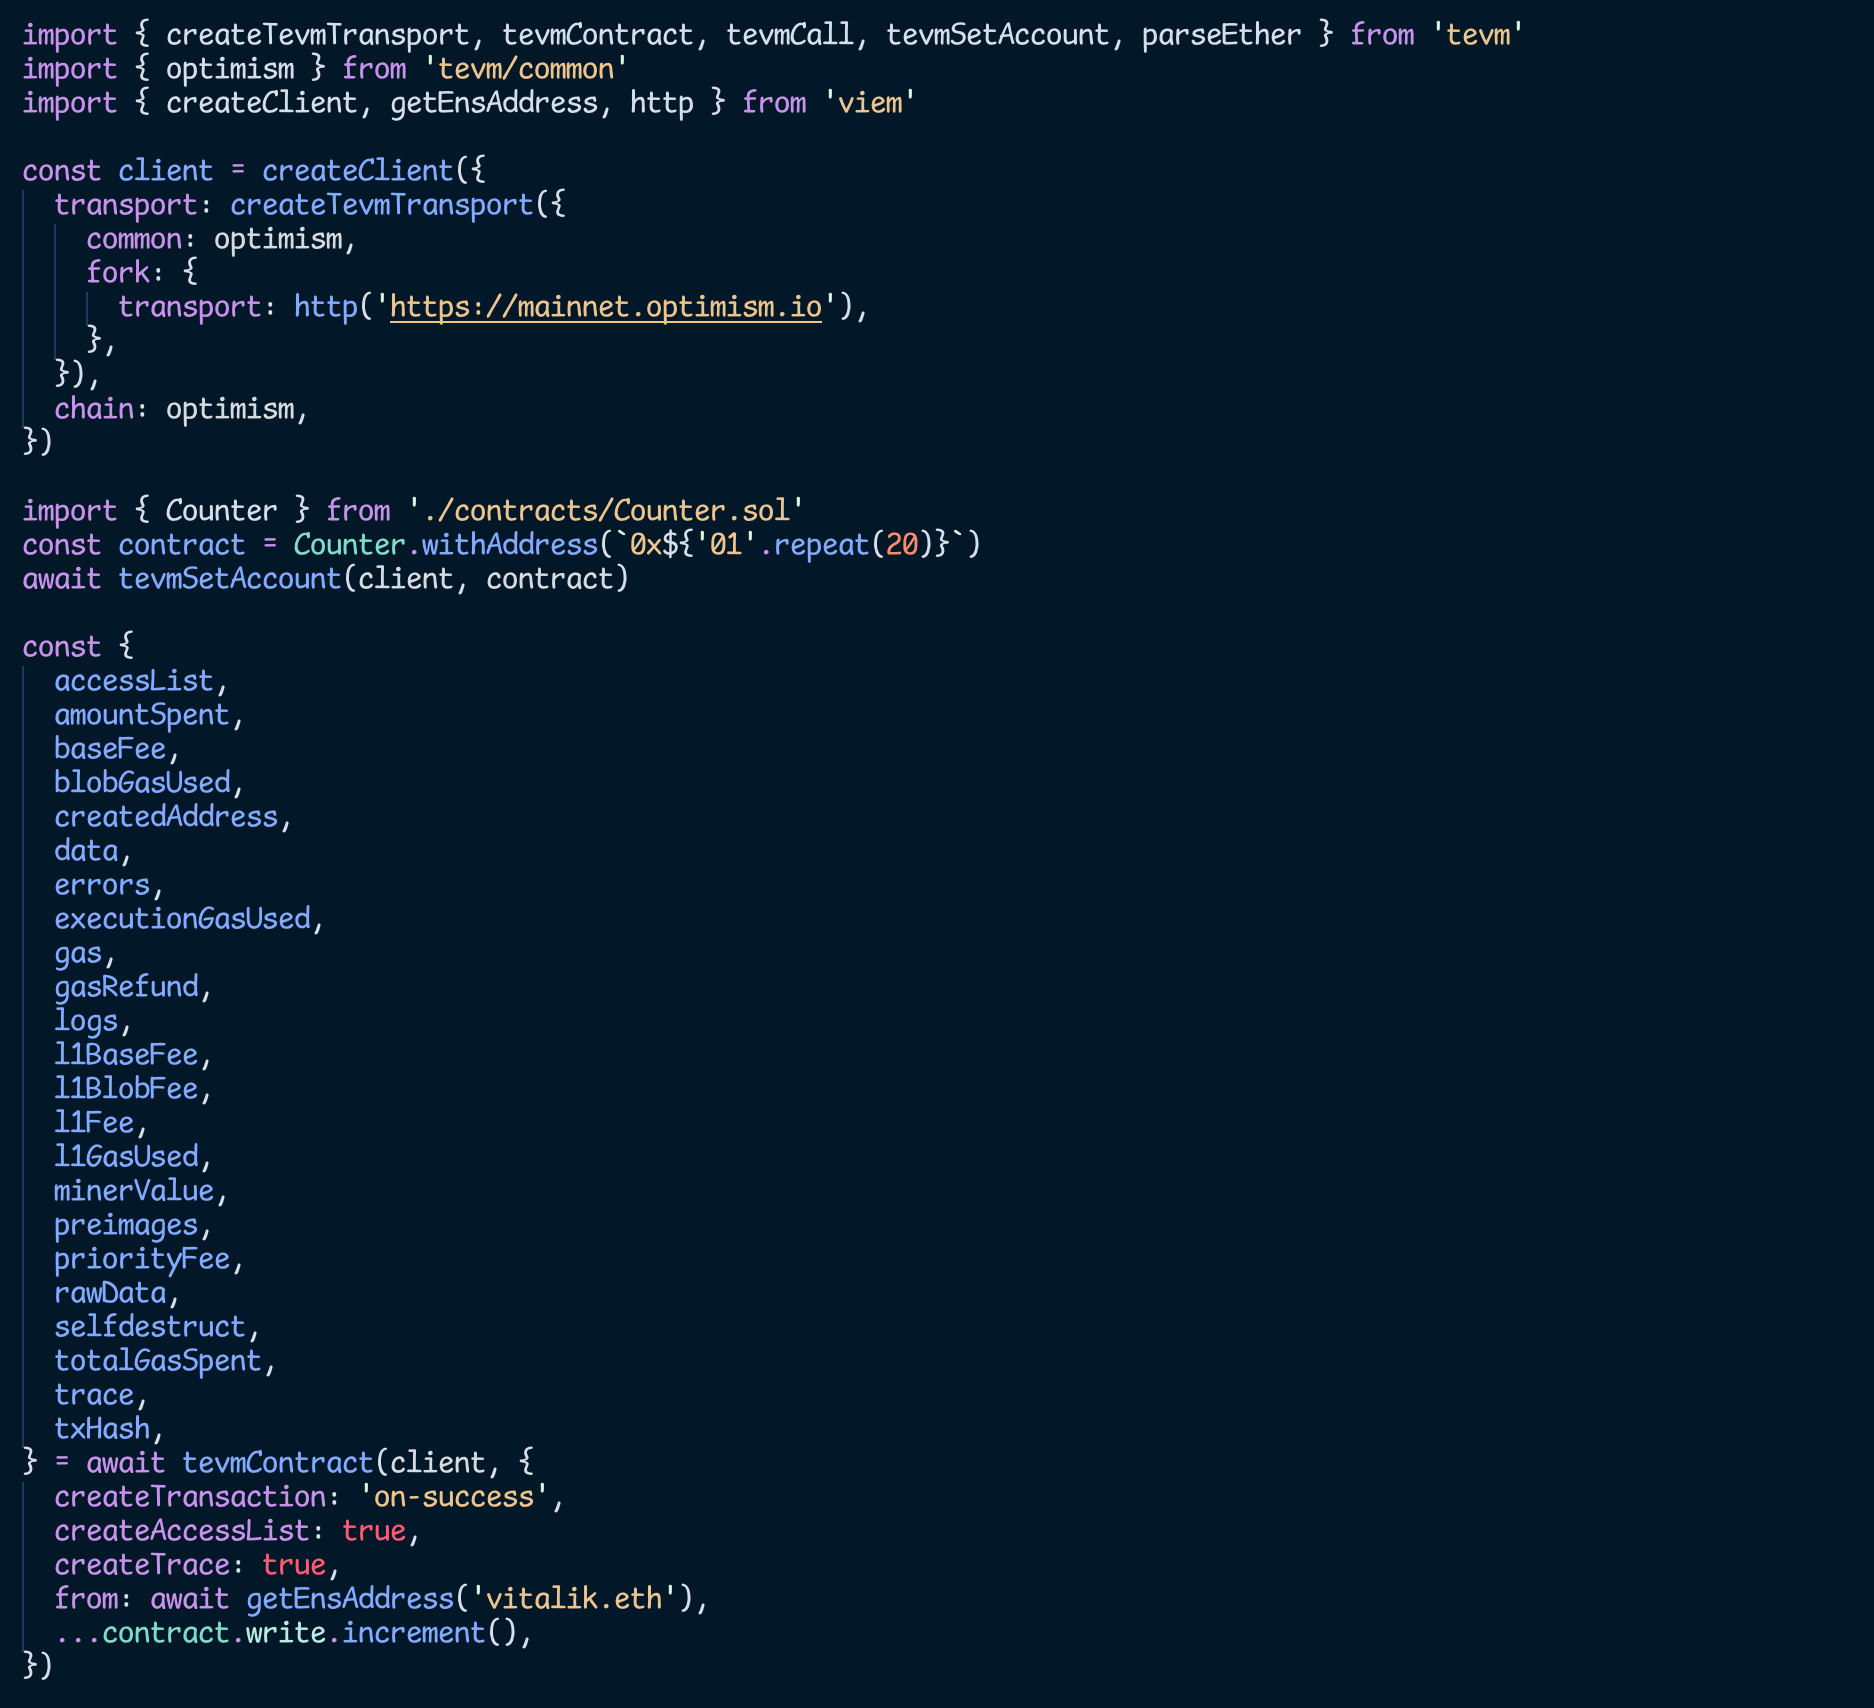 import { createTevmTransport, tevmContract, tevmCall, tevmSetAccount, parseEther } from 'tevm'
import { optimism } from 'tevm/common'
import { createClient, getEnsAddress, http } from 'viem'

const client = createClient({
  transport: createTevmTransport({
    common: optimism,
    fork: {
      transport: http('https://mainnet.optimism.io'),
    },
  }),
  chain: optimism,
})

import { Counter } from './contracts/Counter.sol'
const contract = Counter.withAddress(`0x${'01'.repeat(20)}`)
await tevmSetAccount(client, contract)

const {
  accessList,
  amountSpent,
  baseFee,
  blobGasUsed,
  createdAddress,
  data,
  errors,
  executionGasUsed,
  gas,
  gasRefund,
  logs,
  l1BaseFee,
  l1BlobFee,
  l1Fee,
  l1GasUsed,
  minerValue,
  preimages,
  priorityFee,
  rawData,
  selfdestruct,
  totalGasSpent,
  trace,
  txHash,
} = await tevmContract(client, {
  createTransaction: 'on-success',
  createAccessList: true,
  createTrace: true,
  from: await getEnsAddress('vitalik.eth'),
  ...contract.write.increment(),
})